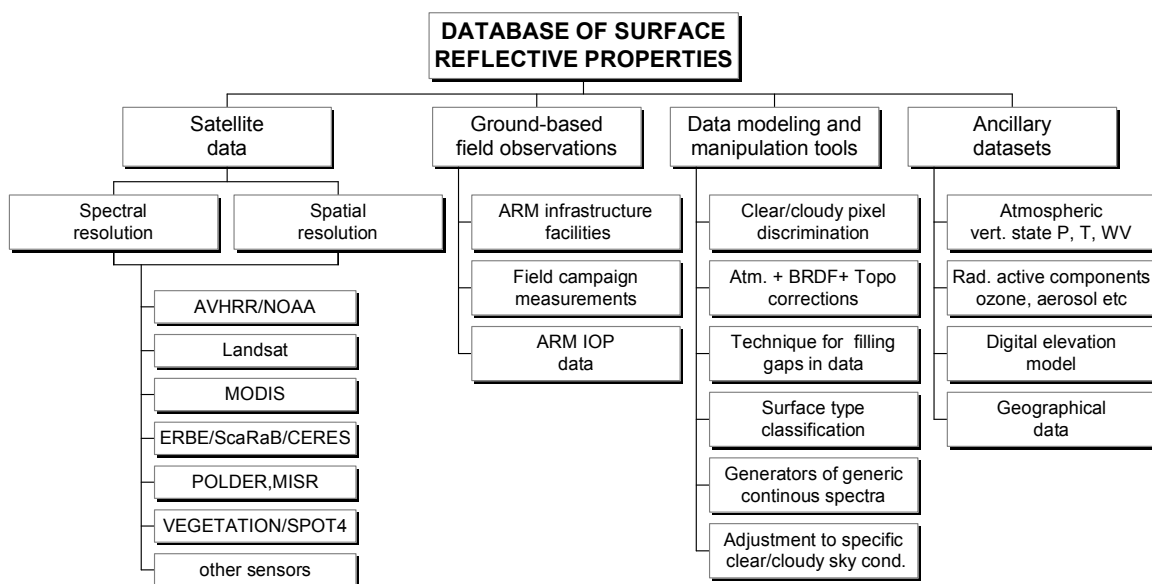 DATABASE OF SURFACE
REFLECTIVE PROPERTIES
Satellite
data
Spectral
resolution
Spatial
resolution
AVHRR/NOAA
Landsat
MODIS
ERBE/ScaRaB/CERES
POLDER,MISR
VEGETATION/SPOT4
other sensors
Ground-based
field observations
ARM infrastructure
facilities
Field campaign
measurements
ARM IOP
data
Data modeling and
manipulation tools
Clear/cloudy pixel
discrimination
Atm. + BRDF+ Topo
corrections
Technique for filling
gaps in data
Surface type
classification
Generators of generic
continous spectra
Adjustment to specific
clear/cloudy sky cond.
Ancillary
datasets
Atmospheric
vert. state P, T, WV
Rad. active components
ozone, aerosol etc
Digital elevation
model
Geographical
data